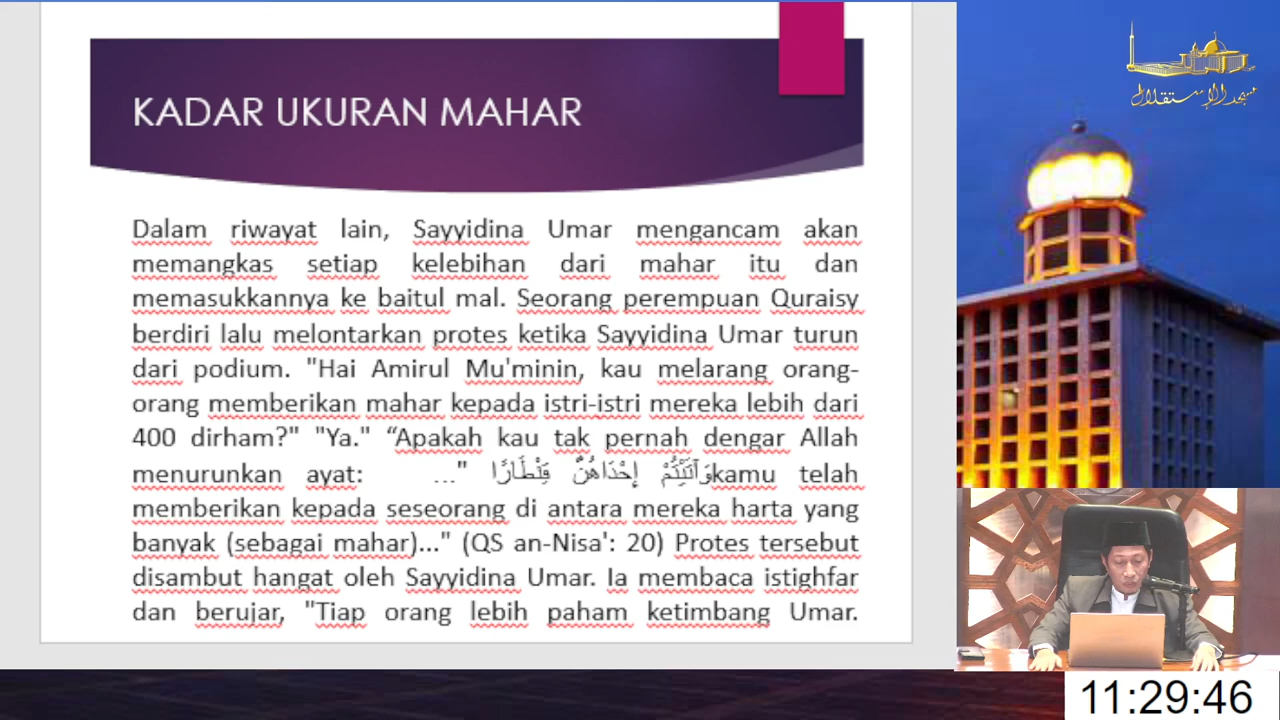 KADAR UKURAN MAHAR
Dalam riwayat lain, Sayyidina Umar mengancam akan
memangkas setiap kelebihan dari mahar itu dan
memasukkannya ke baitul mal. Seorang perempuan Quraisy
berdiri lalu melontarkan protes ketika Sayyidina Umar turun
dari podium. "Hai Amirul Mu'minin, kau melarang orang-
orang memberikan mahar kepada istri-istri mereka lebih dari
400 dirham?" "Ya." “Apakah kau tak pernah dengar Allah
menurunkan ayat: ..." وَآتَيْتُمْ إِحْدَاهُنَّ قِنْطَارًا kamu telah
memberikan kepada seseorang di antara mereka harta yang
banyak (sebagai mahar)..." (QS an-Nisa': 20) Protes tersebut
disambut hangat oleh Sayyidina Umar. Ia membaca istighfar
dan berujar, "Tiap orang lebih paham ketimbang Umar.
مسجد الإستقلال
11:29:46